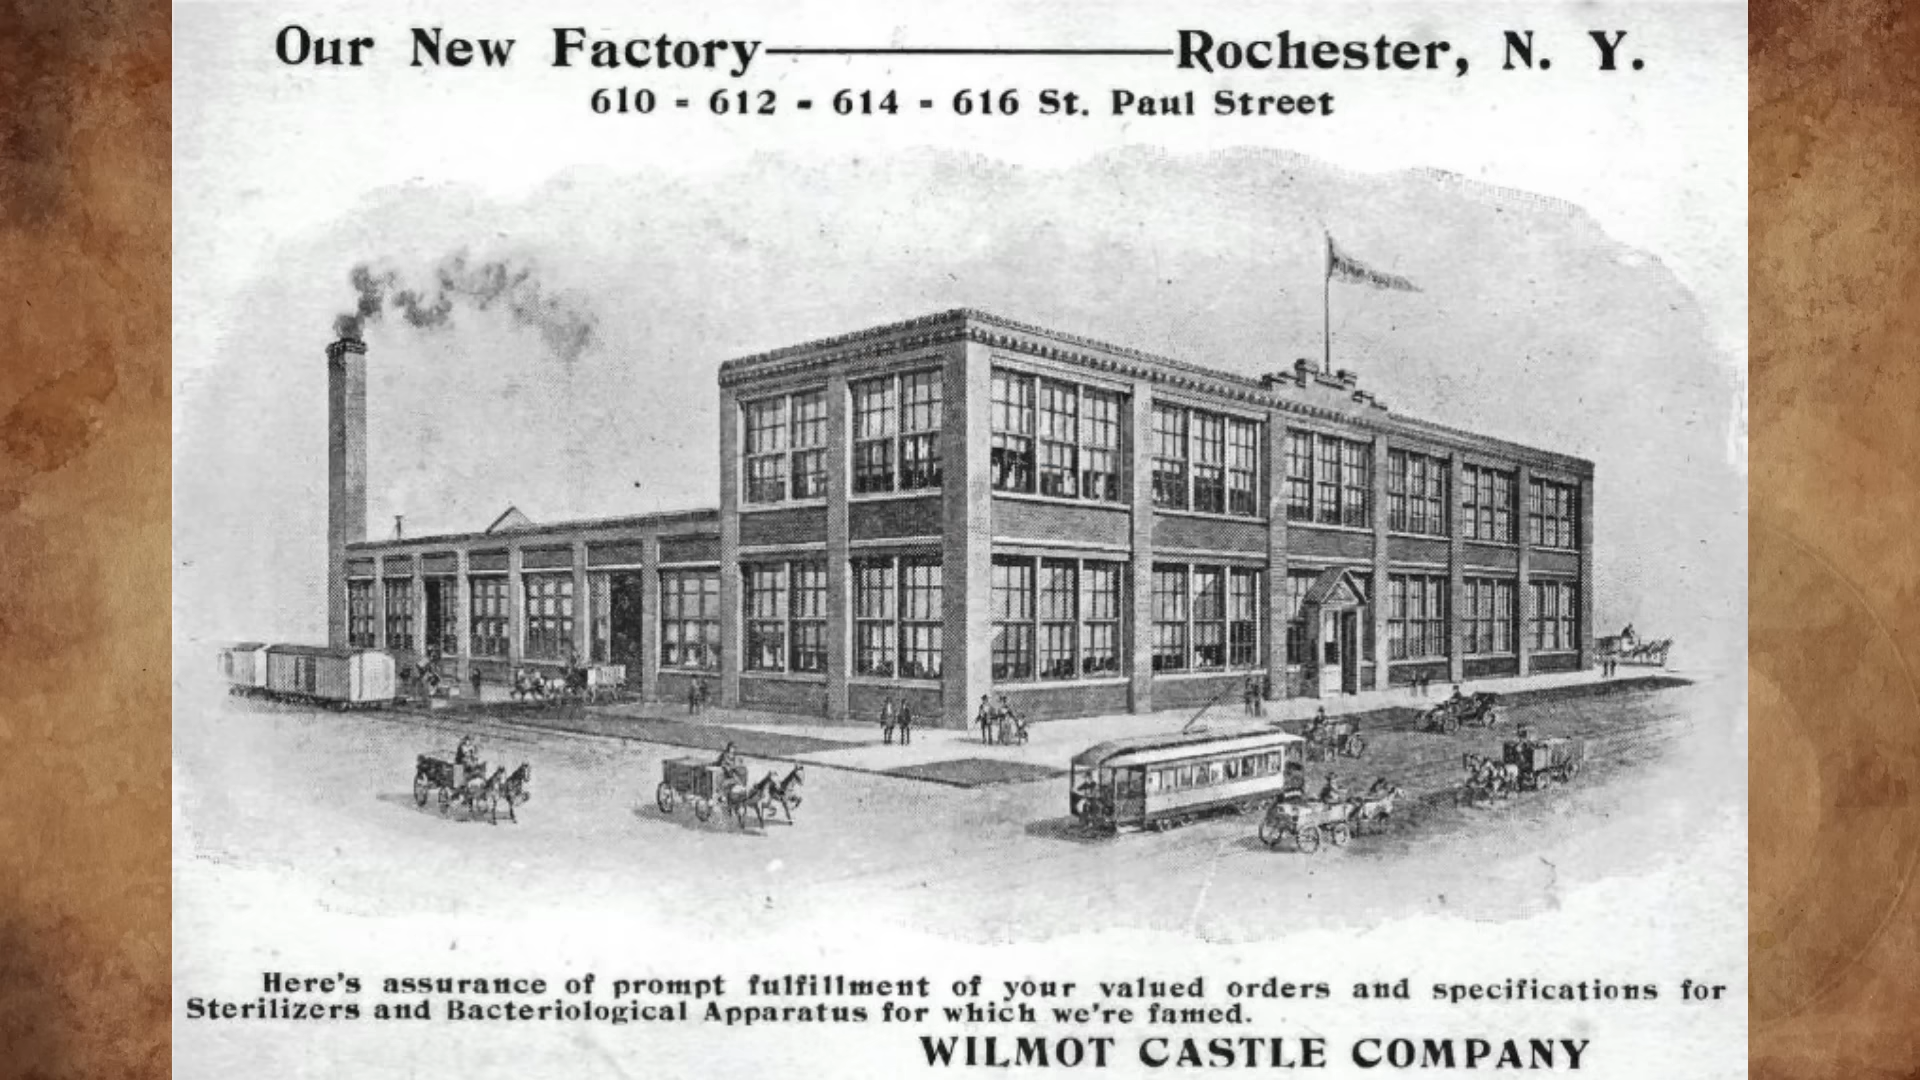 Our New Factory—Rochester, N. Y.
610 - 612 - 614 - 616 St. Paul Street
Here's assurance of prompt fulfillment of your valued orders and specifications for
Sterilizers and Bacteriological Apparatus for which we're famed.
WILMOT CASTLE COMPANY